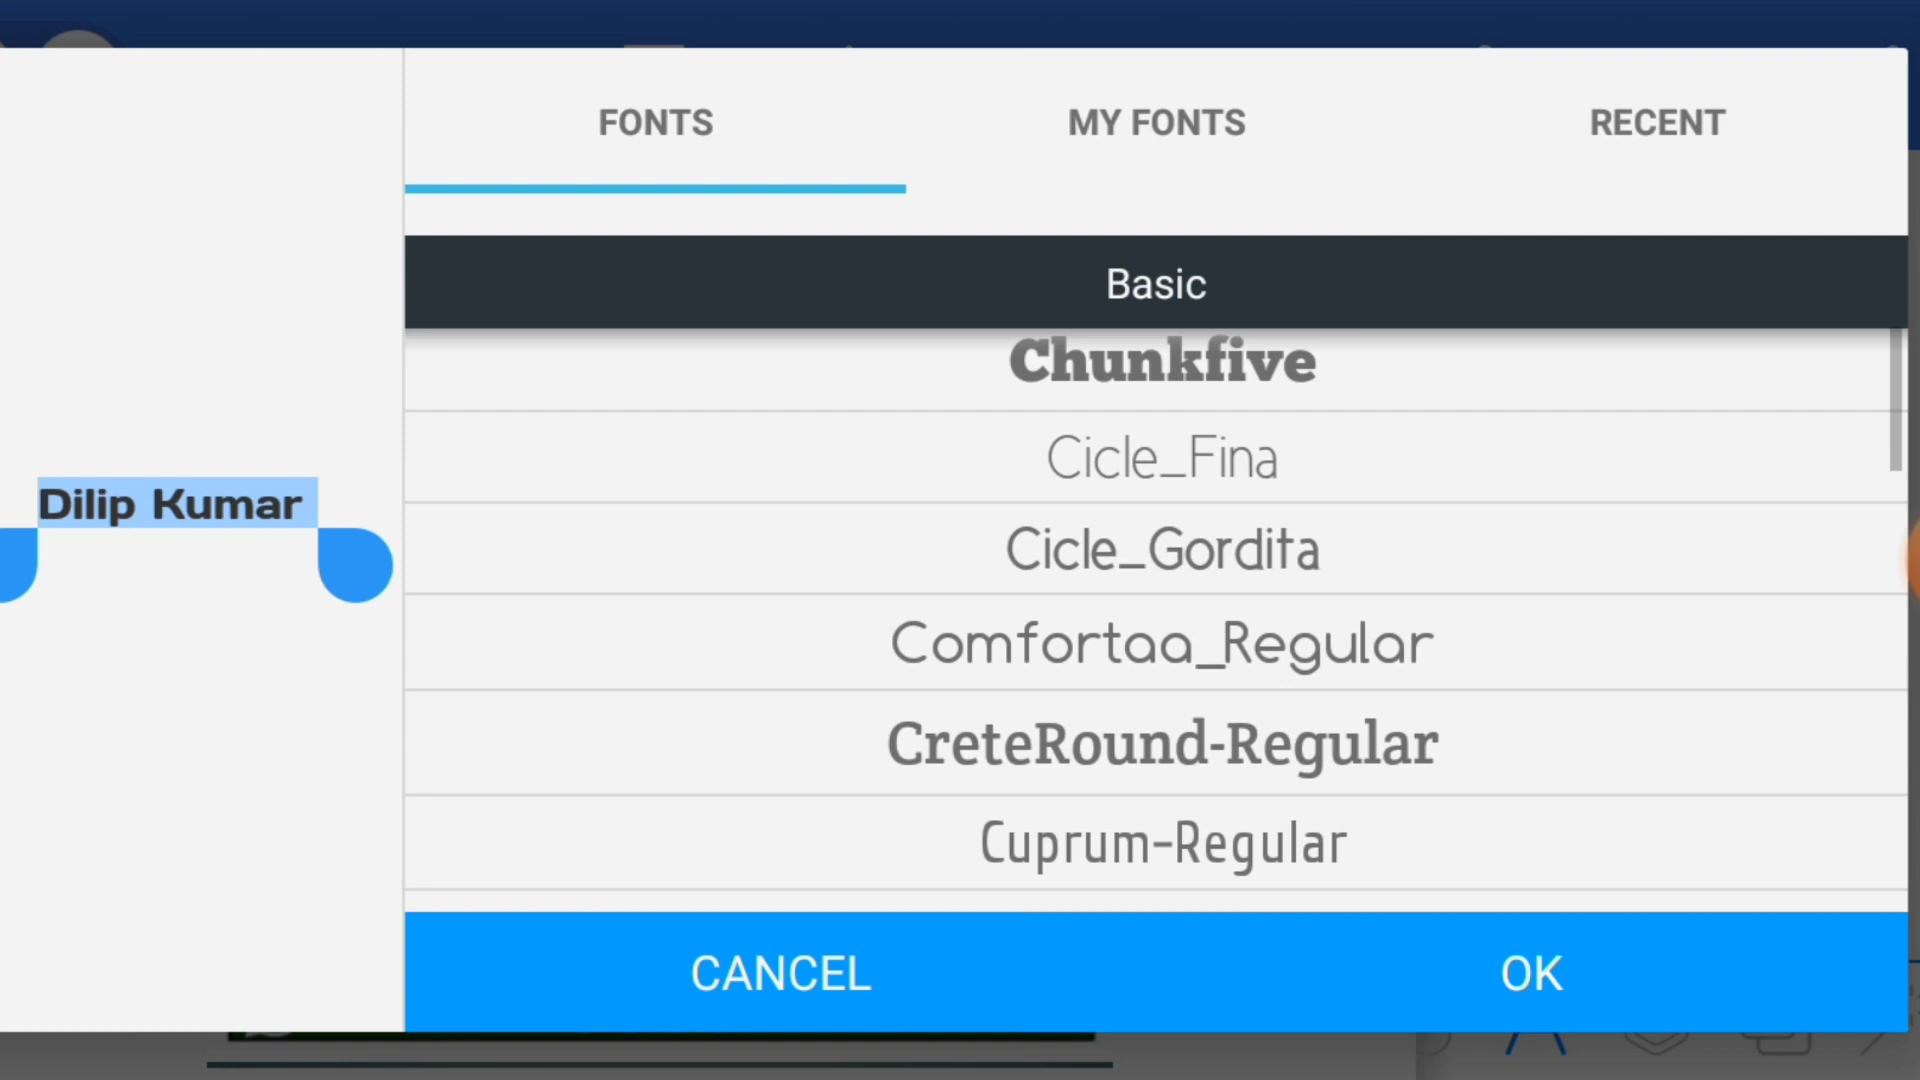 FONTS
MY FONTS
RECENT
Basic
Chunkfive
Cicle_Fina
Cicle_Gordita
Dilip Kumar
Comfortaa_Regular
CreteRound-Regular
Cuprum-Regular
CANCEL
OK